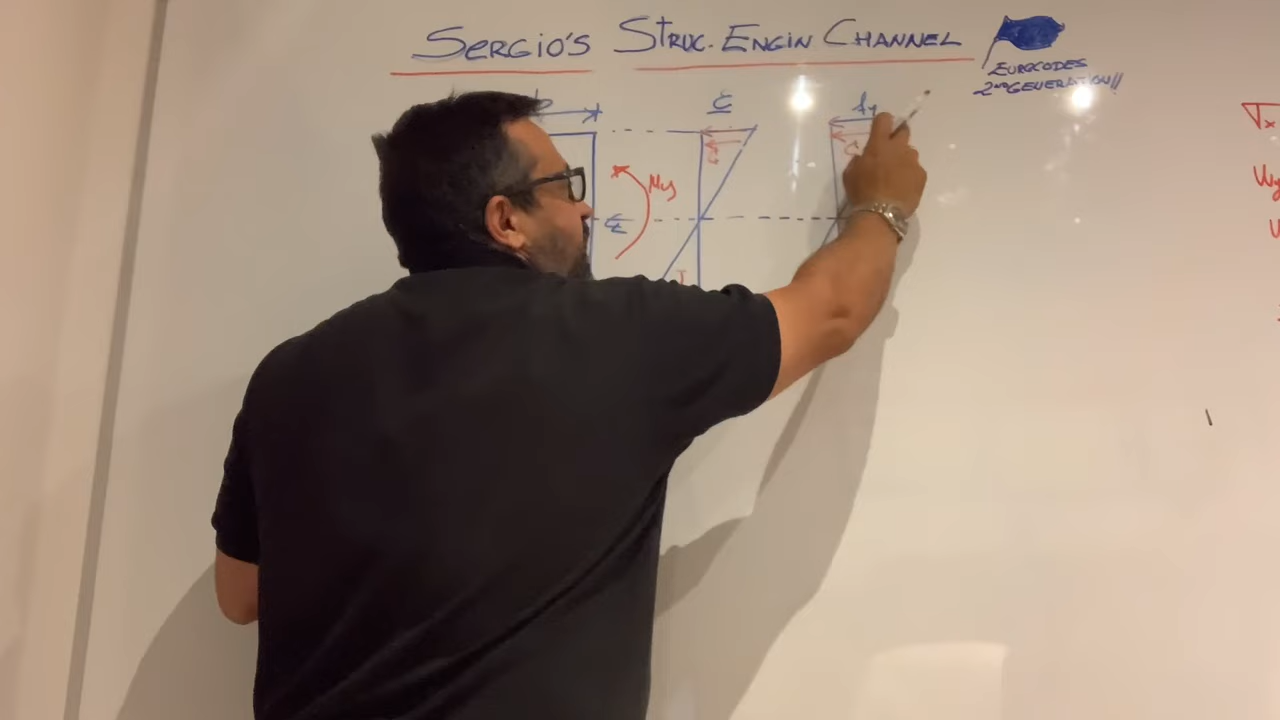 SERGIO'S STRUC. ENGIN CHANNEL
EUROCODES
2ND GENERATION!!
b
ε
fy
C
C
My
℄
T